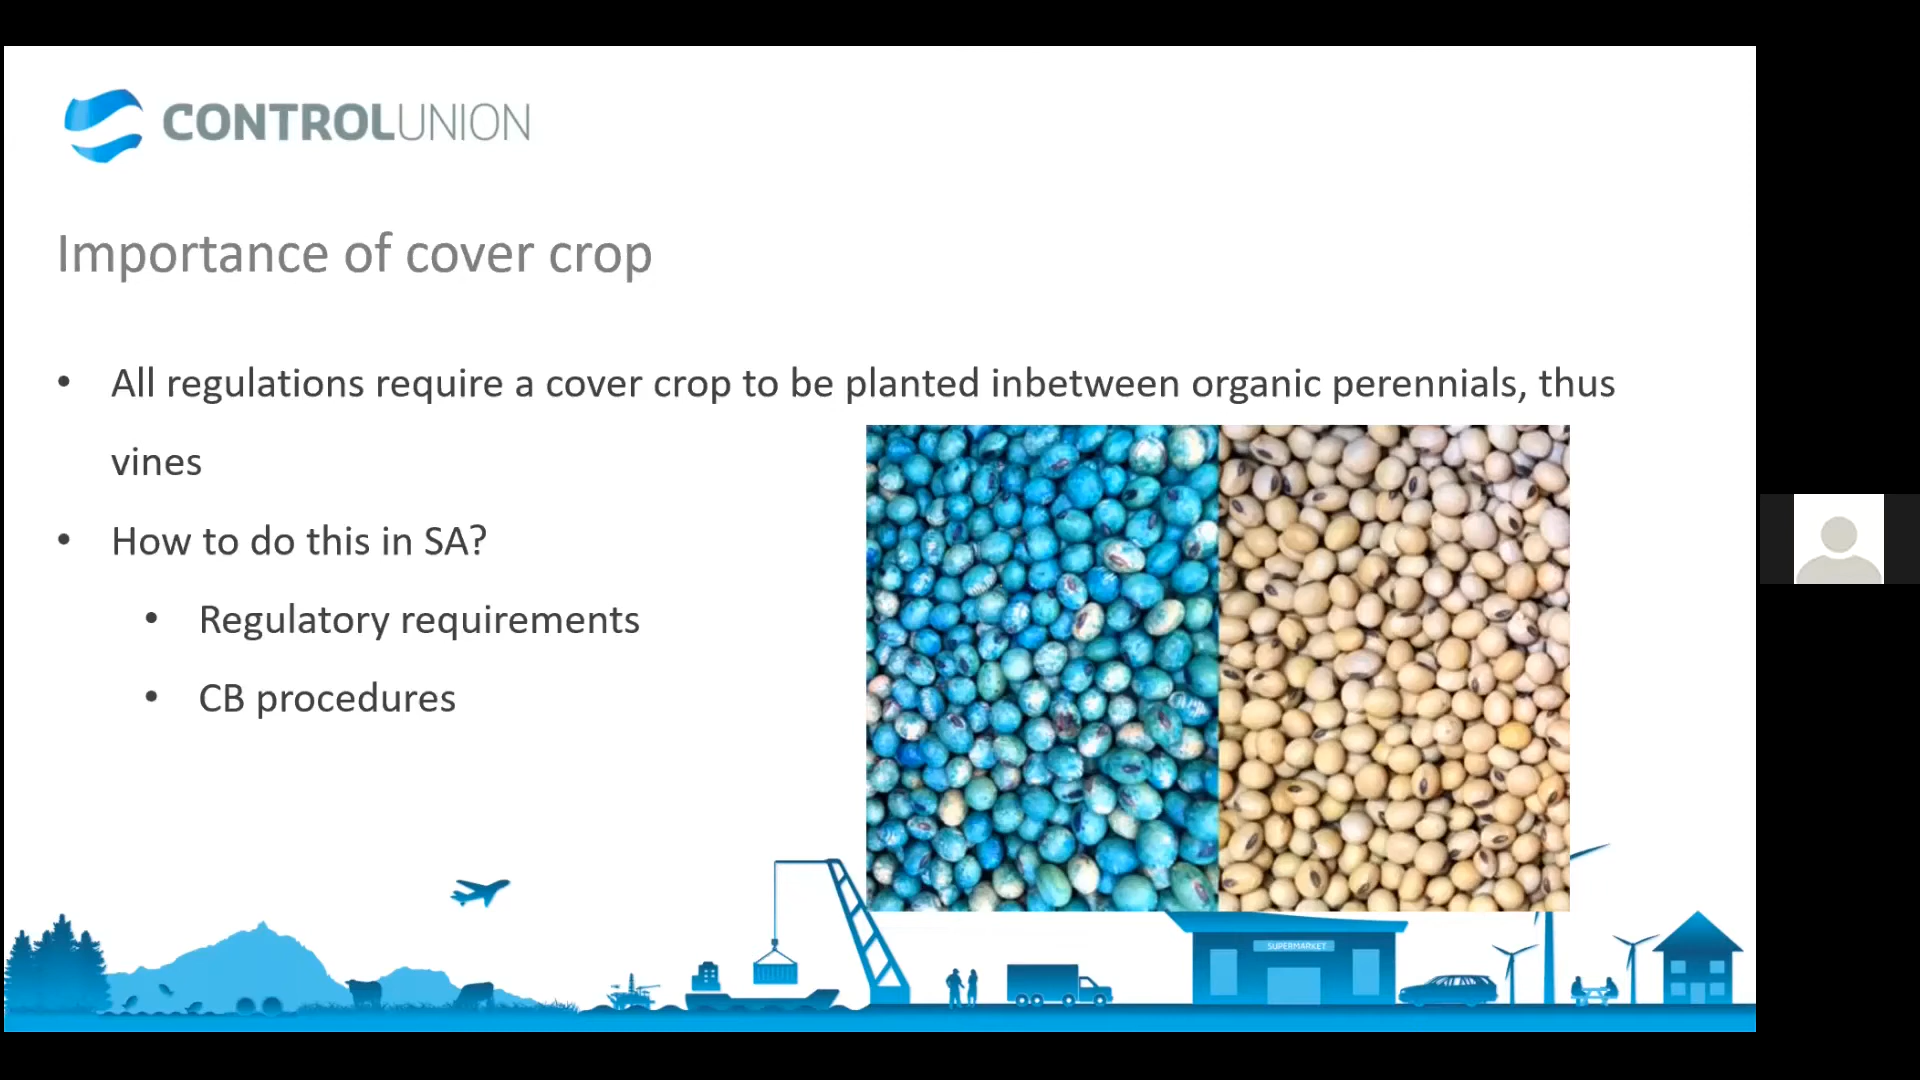 CONTROLUNION
Importance of cover crop
• All regulations require a cover crop to be planted inbetween organic perennials, thus
vines
• How to do this in SA?
• Regulatory requirements
• CB procedures
SUPERMARKET